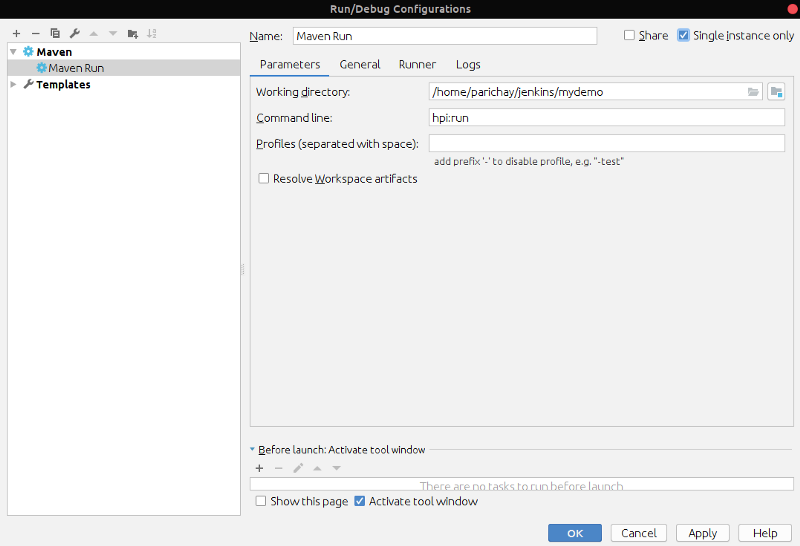 Run/Debug Configurations
Name: Maven Run Share Single instance only
Maven
Maven Run
Templates
Parameters General Runner Logs
Working directory: /home/parichay/jenkins/mydemo
Command line: hpi:run
Profiles (separated with space):
add prefix '-' to disable profile, e.g. "-test"
Resolve Workspace artifacts
Before launch: Activate tool window
There are no tasks to run before launch
Show this page Activate tool window
OK Cancel Apply Help